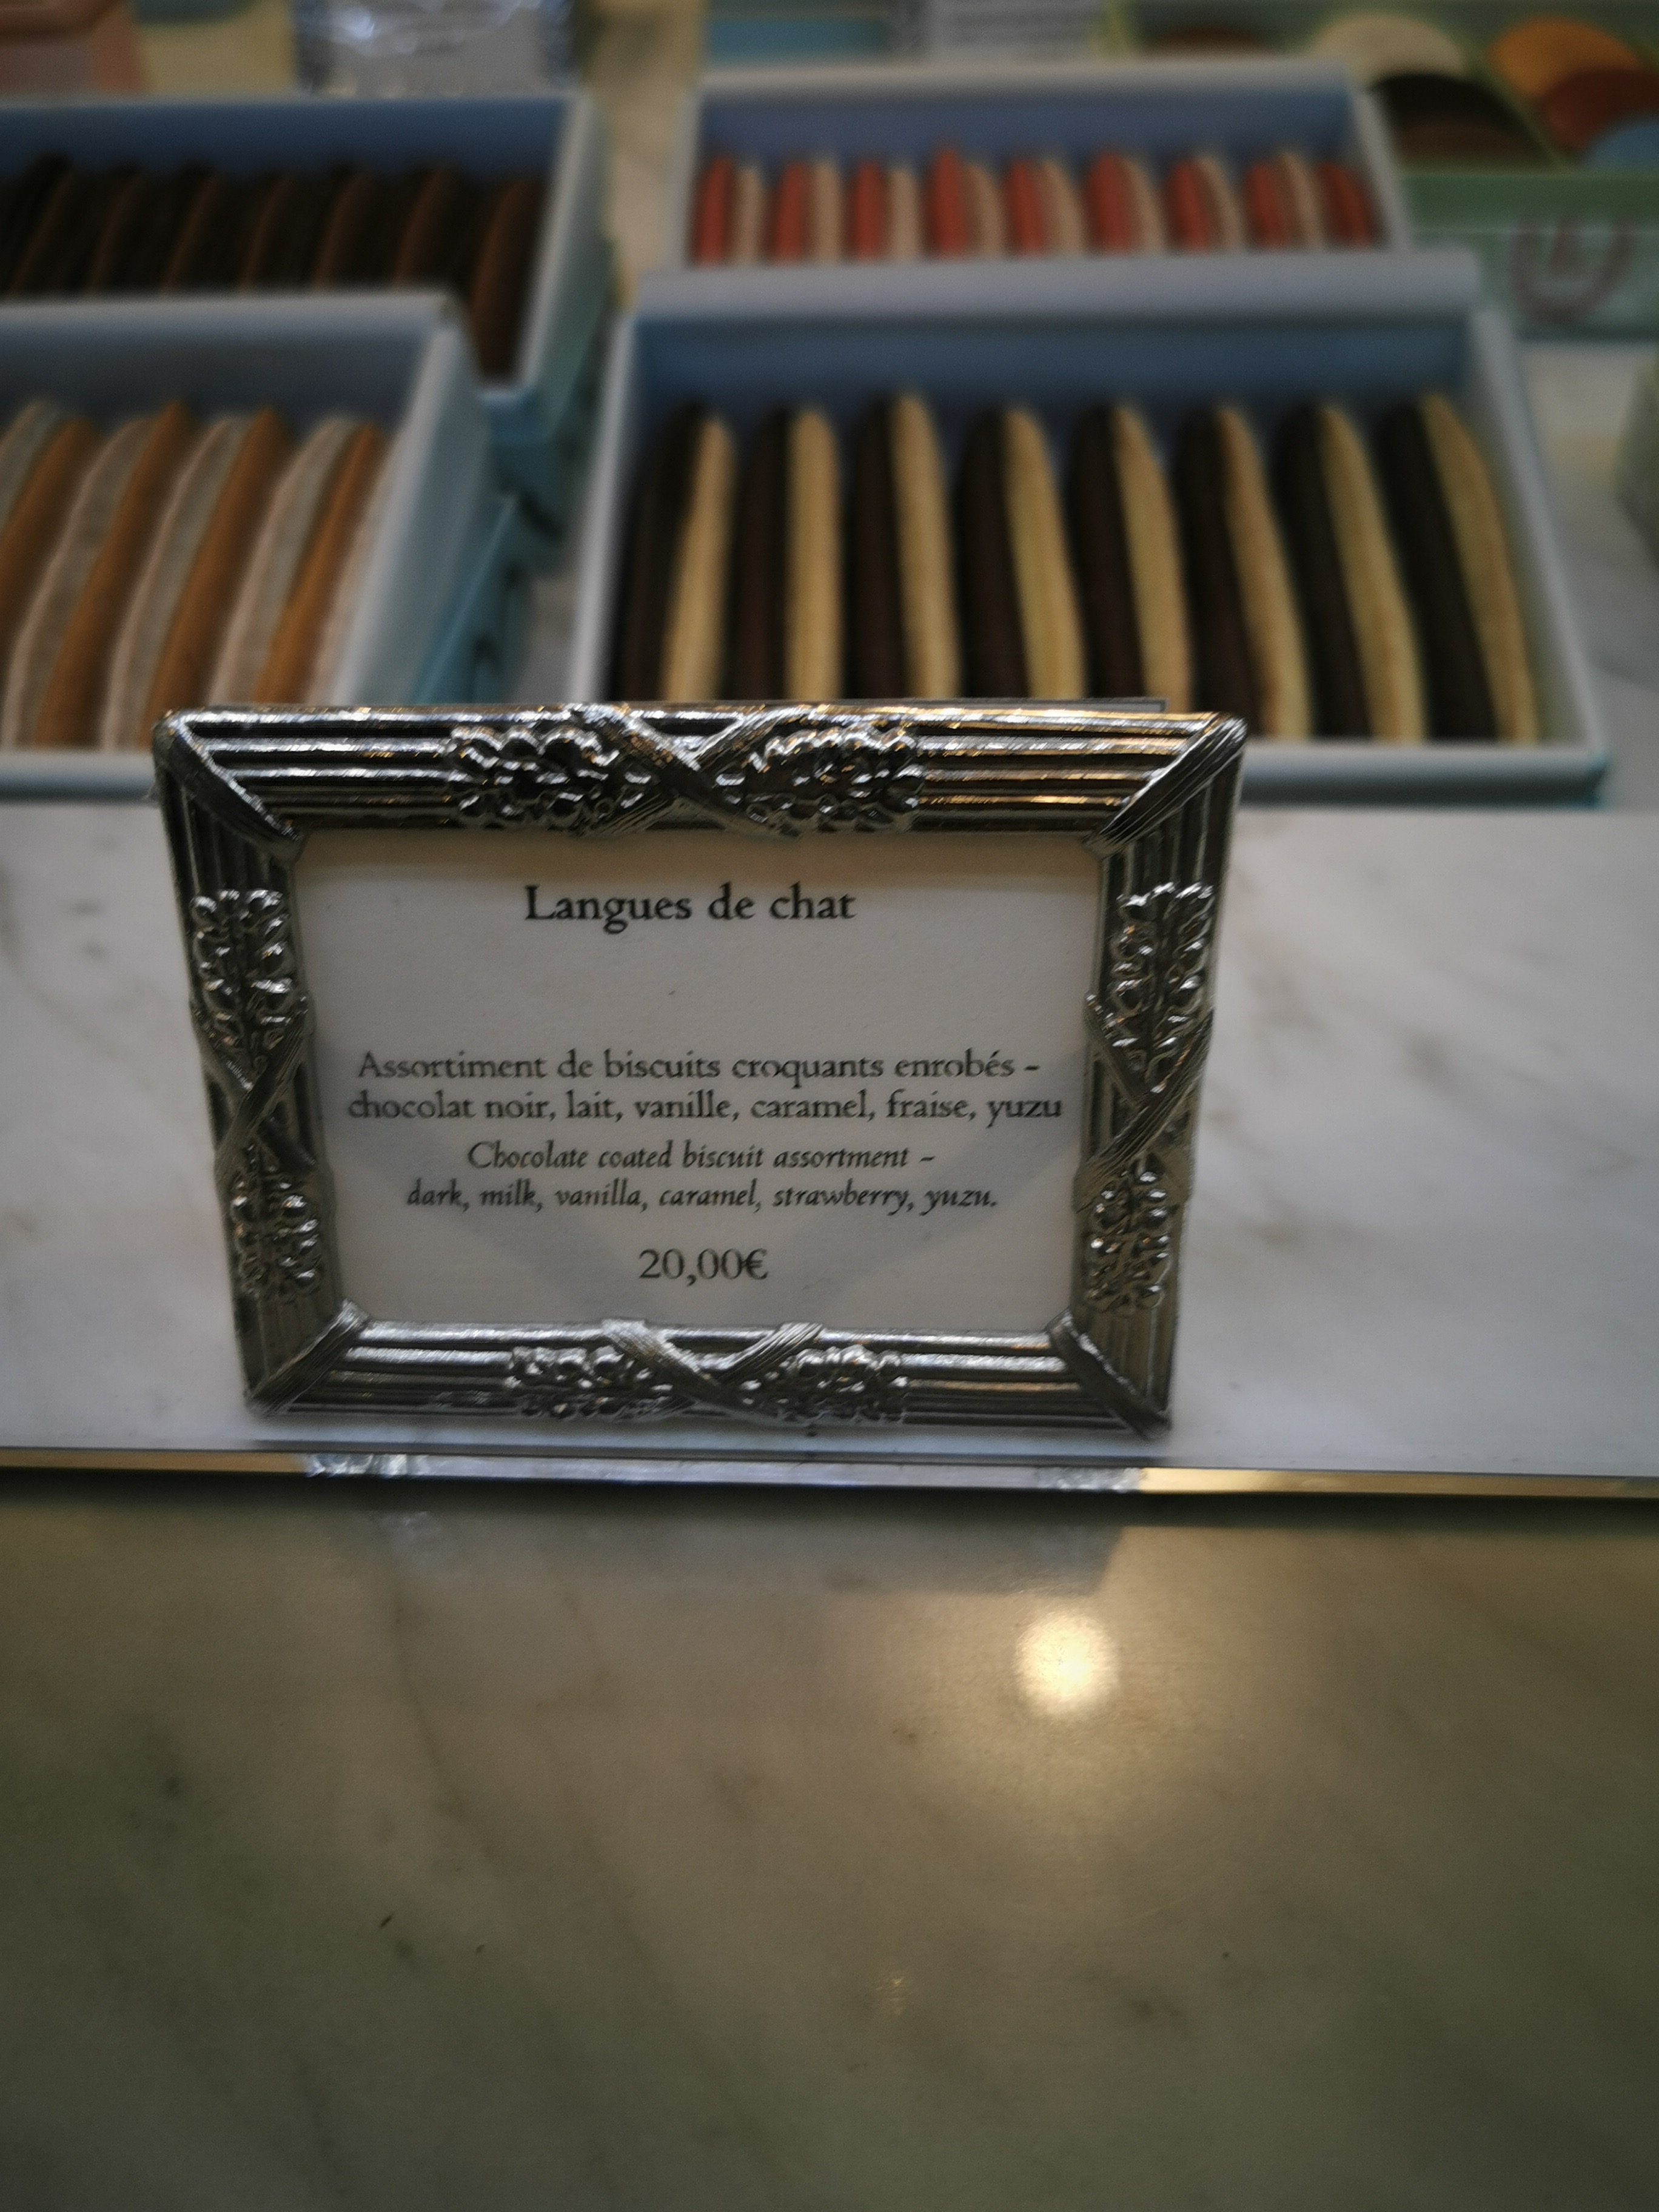 Langues de chat
Assortiment de biscuits croquants enrobés -
chocolat noir, lait, vanille, caramel, fraise, yuzu
Chocolate coated biscuit assortment -
dark, milk, vanilla, caramel, strawberry, yuzu.
20,00€